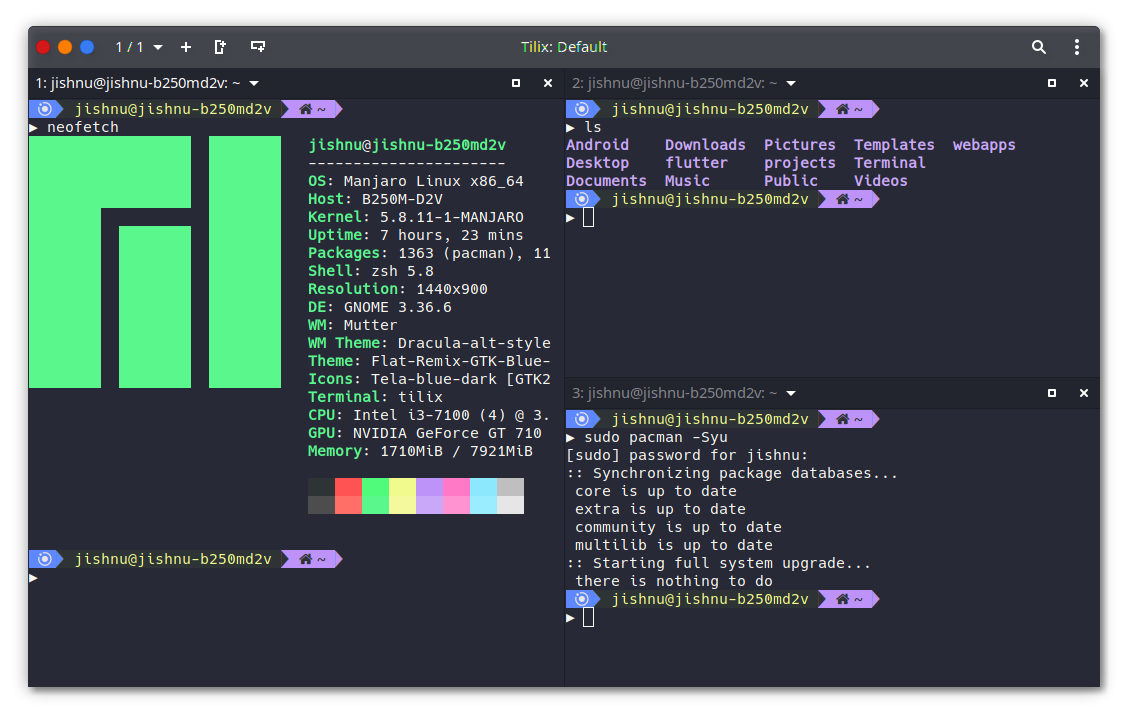 1 / 1
Tilix: Default
1: jishnu@jishnu-b250md2v: ~
jishnu@jishnu-b250md2v ~
▶ neofetch
jishnu@jishnu-b250md2v
----------------------
OS: Manjaro Linux x86_64
Host: B250M-D2V
Kernel: 5.8.11-1-MANJARO
Uptime: 7 hours, 23 mins
Packages: 1363 (pacman), 11
Shell: zsh 5.8
Resolution: 1440x900
DE: GNOME 3.36.6
WM: Mutter
WM Theme: Dracula-alt-style
Theme: Flat-Remix-GTK-Blue-
Icons: Tela-blue-dark [GTK2
Terminal: tilix
CPU: Intel i3-7100 (4) @ 3.
GPU: NVIDIA GeForce GT 710
Memory: 1710MiB / 7921MiB
jishnu@jishnu-b250md2v ~
▶
2: jishnu@jishnu-b250md2v: ~
jishnu@jishnu-b250md2v ~
▶ ls
Android Downloads Pictures Templates webapps
Desktop flutter projects Terminal
Documents Music Public Videos
jishnu@jishnu-b250md2v ~
▶
3: jishnu@jishnu-b250md2v: ~
jishnu@jishnu-b250md2v ~
▶ sudo pacman -Syu
[sudo] password for jishnu:
:: Synchronizing package databases...
core is up to date
extra is up to date
community is up to date
multilib is up to date
:: Starting full system upgrade...
there is nothing to do
jishnu@jishnu-b250md2v ~
▶